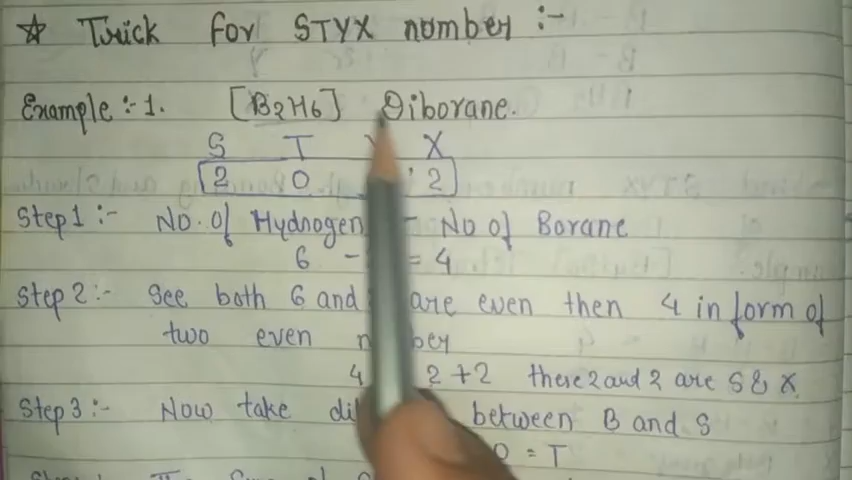 ☆ Trick for STYX number :-
Example :- 1. [B2H6] Diborane.
S T X
2 0 2
Step 1 :- No. of Hydrogen - No of Borane
6 - = 4
Step 2 :- See both 6 and are even then 4 in form of
two even
4 2+2 there 2 and 2 are S & X
Step 3 :- Now take between B and S
0 = T